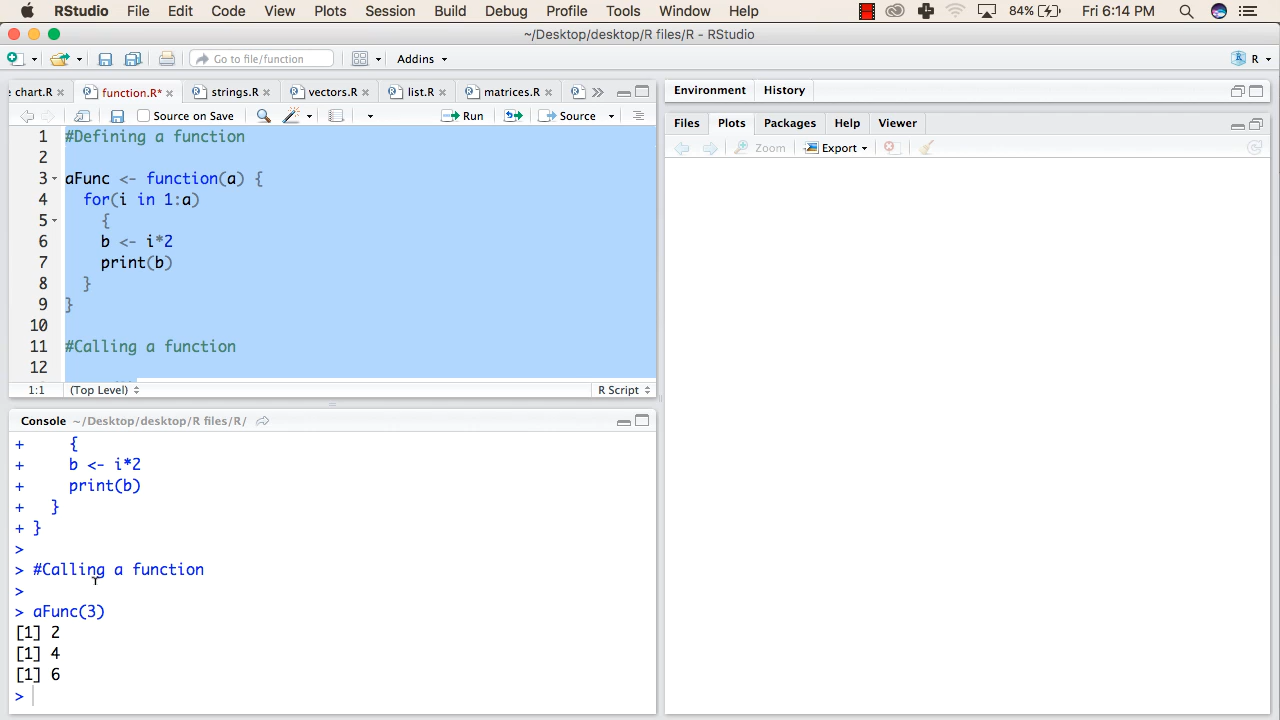 RStudio File Edit Code View Plots Session Build Debug Profile Tools Window Help 84% Fri 6:14 PM
~/Desktop/desktop/R files/R - RStudio
Go to file/function Addins R
e chart.R function.R* strings.R vectors.R list.R matrices.R
Source on Save Run Source
1 #Defining a function
2
3 aFunc <- function(a) {
4 for(i in 1:a)
5 {
6 b <- i*2
7 print(b)
8 }
9 }
10
11 #Calling a function
12
1:1 (Top Level) R Script
Console ~/Desktop/desktop/R files/R/
+ {
+ b <- i*2
+ print(b)
+ }
+ }
>
> #Calling a function
>
> aFunc(3)
[1] 2
[1] 4
[1] 6
>
Environment History
Files Plots Packages Help Viewer
Zoom Export